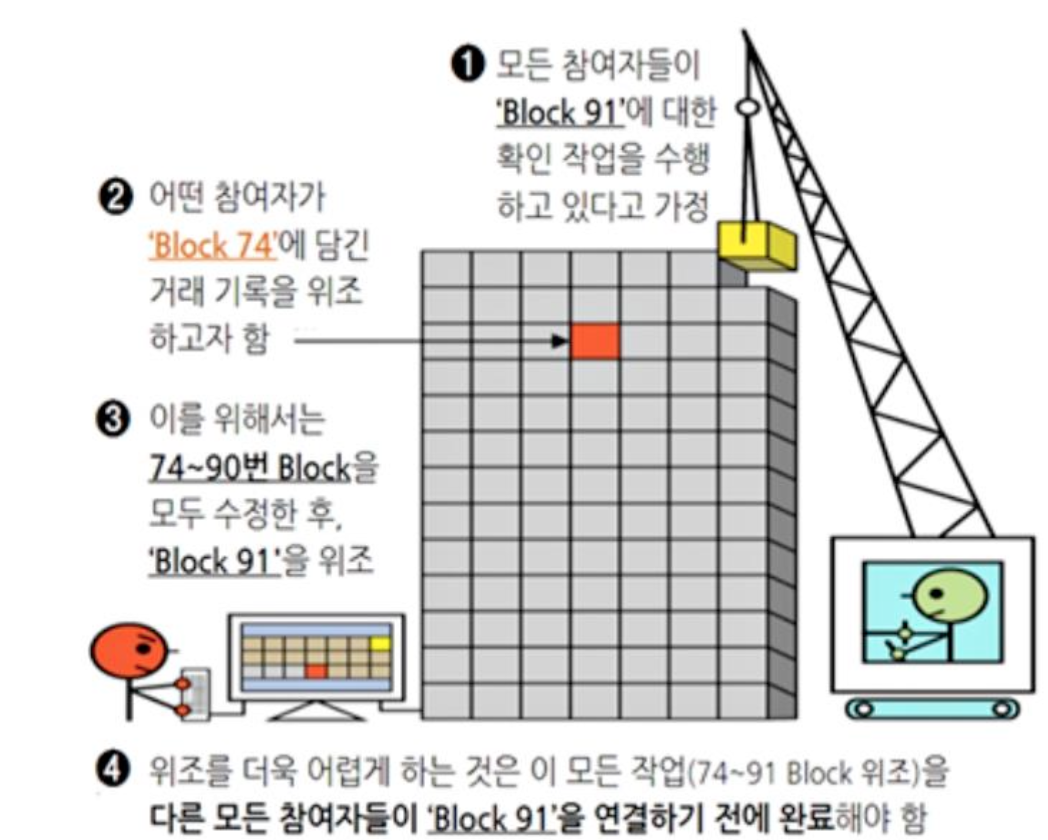 ❶ 모든 참여자들이
‘Block 91’에 대한
확인 작업을 수행
하고 있다고 가정
❷ 어떤 참여자가
‘Block 74’에 담긴
거래 기록을 위조
하고자 함
❸ 이를 위해서는
74~90번 Block을
모두 수정한 후,
‘Block 91'을 위조
❹ 위조를 더욱 어렵게 하는 것은 이 모든 작업(74~91 Block 위조)을
다른 모든 참여자들이 ‘Block 91’을 연결하기 전에 완료해야 함